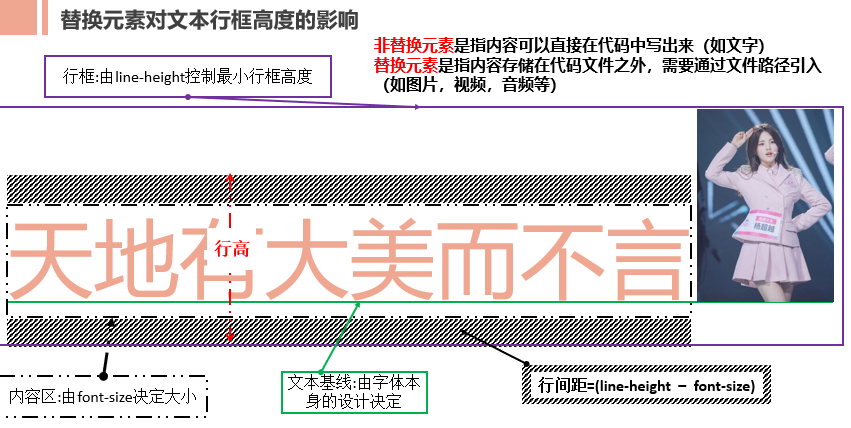 替换元素对文本行框高度的影响
非替换元素是指内容可以直接在代码中写出来（如文字)
替换元素是指内容存储在代码文件之外，需要通过文件路径引入
（如图片，视频，音频等）
行框:由line-height控制最小行框高度
天地有大美而不言
行高
杨超越
内容区:由font-size决定大小
文本基线:由字体本
身的设计决定
行间距=(line-height － font-size)